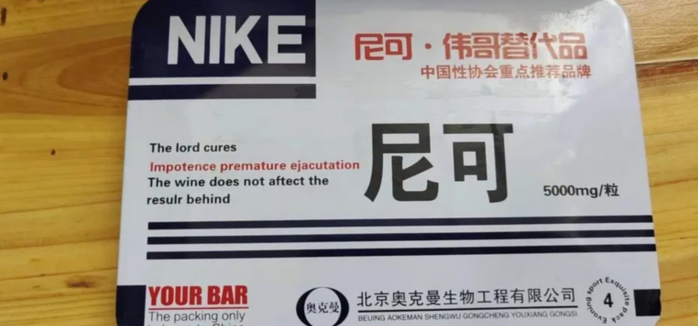 NIKE
尼可·伟哥替代品
中国性协会重点推荐品牌
The lord cures
Impotence premature ejacutation
The wine does not aftect the
resulr behind
尼可
5000mg/粒
YOUR BAR
The packing only
奥克曼
北京奥克曼生物工程有限公司
BEIJING AOKEMAN SHENGWU GONGCHENG YOUXIANG GONGSI
4